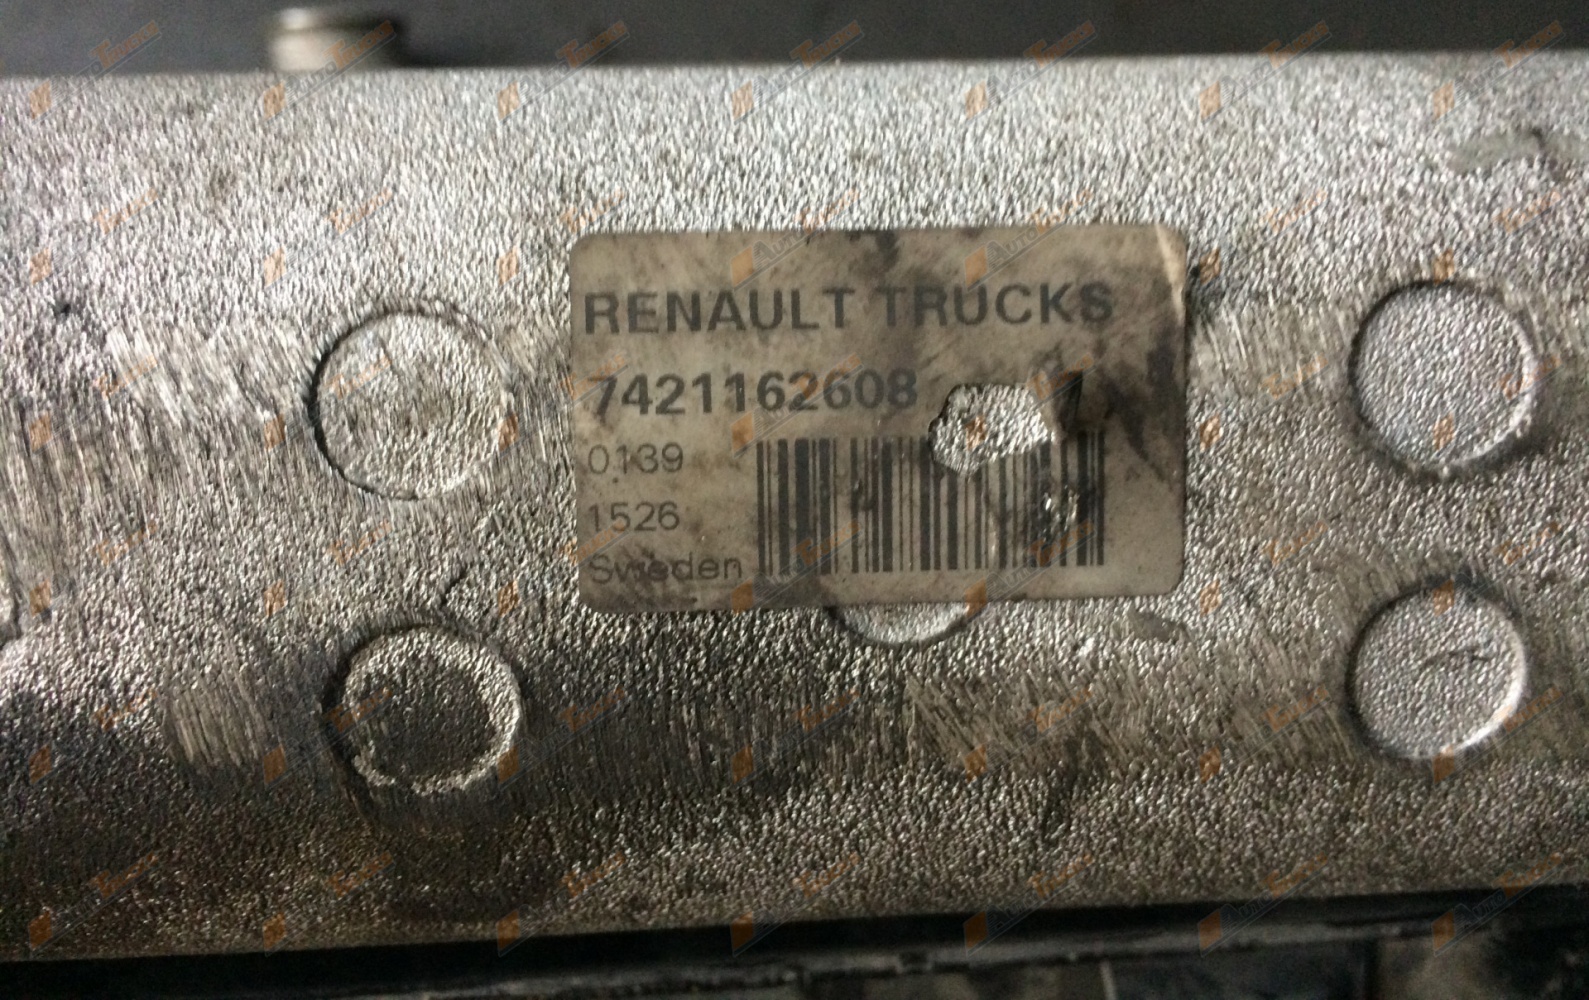 RENAULT TRUCKS
7421162608
0139
1526
Sweden